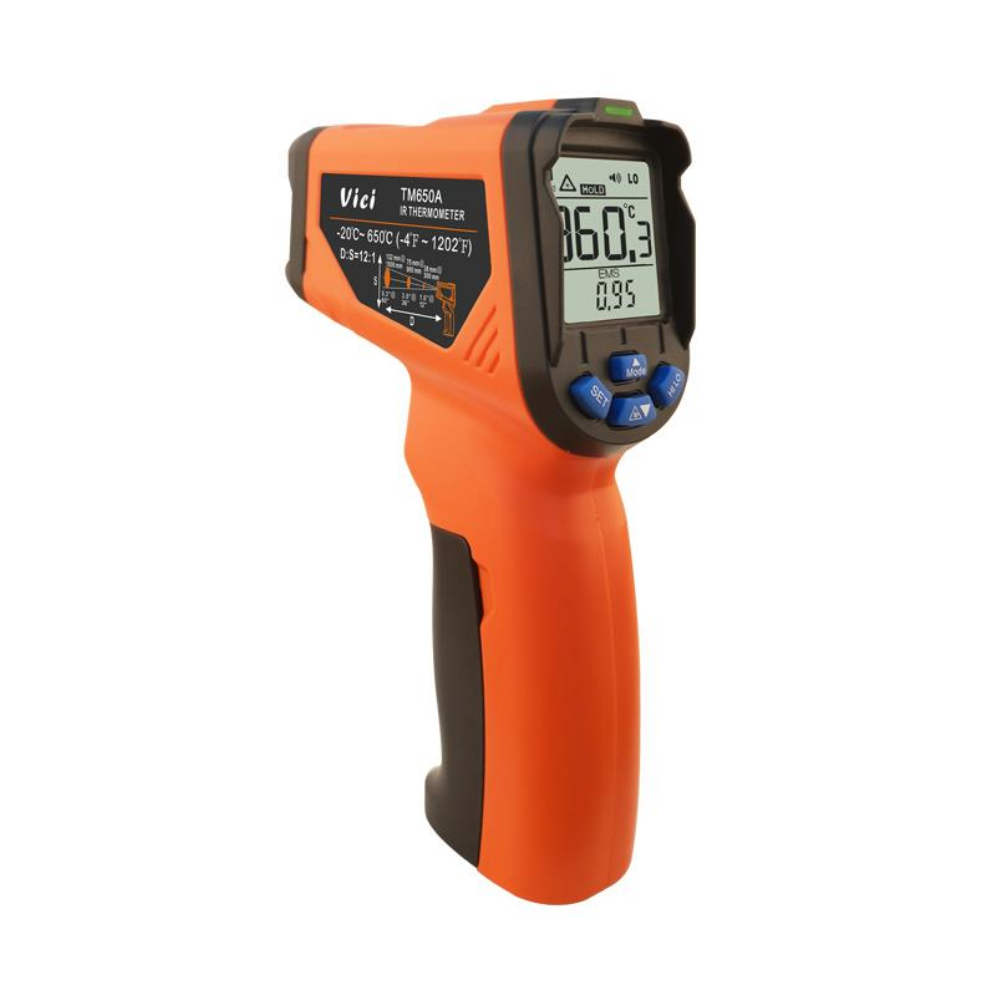 Vici TM650A
IR THERMOMETER
-20℃~ 650℃ (-4℉ ~ 1202℉)
D:S=12:1
S
D
HOLD LO
60.3 ℃
EMS
0.95
Mode
SET
HI LO